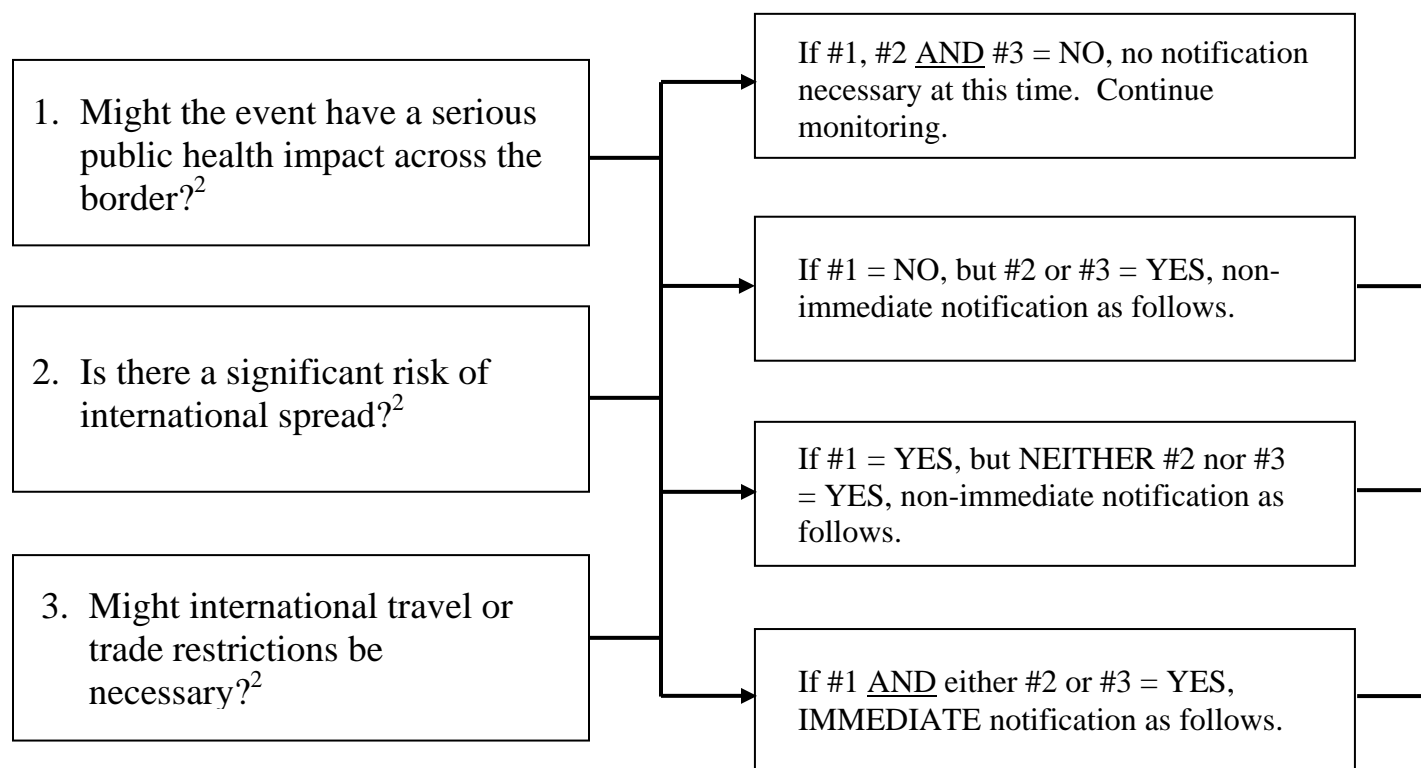 1. Might the event have a serious
public health impact across the
border?2
2. Is there a significant risk of
international spread?2
3. Might international travel or
trade restrictions be
necessary?2
If #1, #2 AND #3 = NO, no notification
necessary at this time. Continue
monitoring.
If #1 = NO, but #2 or #3 = YES, non-
immediate notification as follows.
If #1 = YES, but NEITHER #2 nor #3
= YES, non-immediate notification as
follows.
If #1 AND either #2 or #3 = YES,
IMMEDIATE notification as follows.